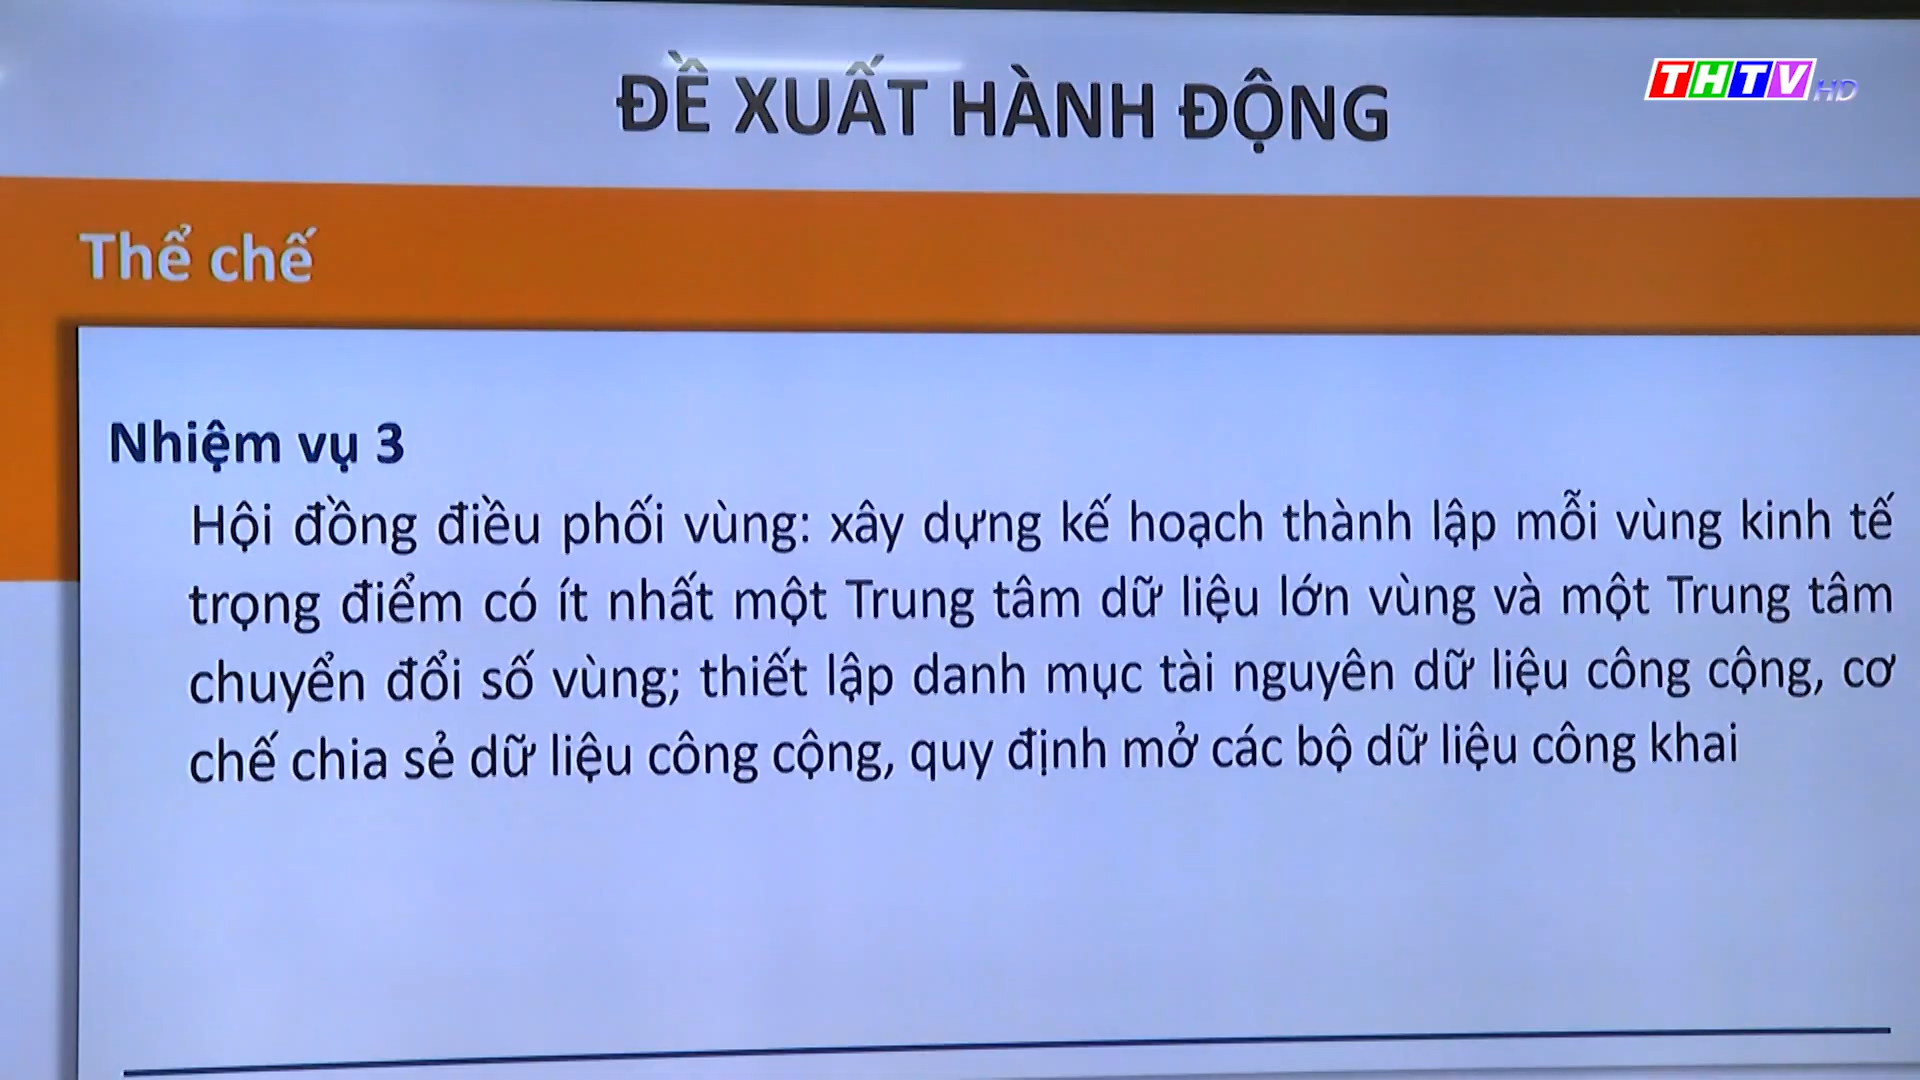 ĐỀ XUẤT HÀNH ĐỘNG
THTV HD
Thể chế
Nhiệm vụ 3
Hội đồng điều phối vùng: xây dựng kế hoạch thành lập mỗi vùng kinh tế
trọng điểm có ít nhất một Trung tâm dữ liệu lớn vùng và một Trung tâm
chuyển đổi số vùng; thiết lập danh mục tài nguyên dữ liệu công cộng, cơ
chế chia sẻ dữ liệu công cộng, quy định mở các bộ dữ liệu công khai